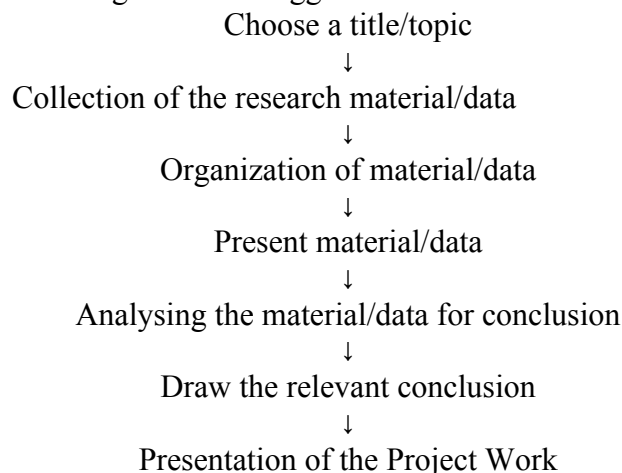 Choose a title/topic
↓
Collection of the research material/data
↓
Organization of material/data
↓
Present material/data
↓
Analysing the material/data for conclusion
↓
Draw the relevant conclusion
↓
Presentation of the Project Work